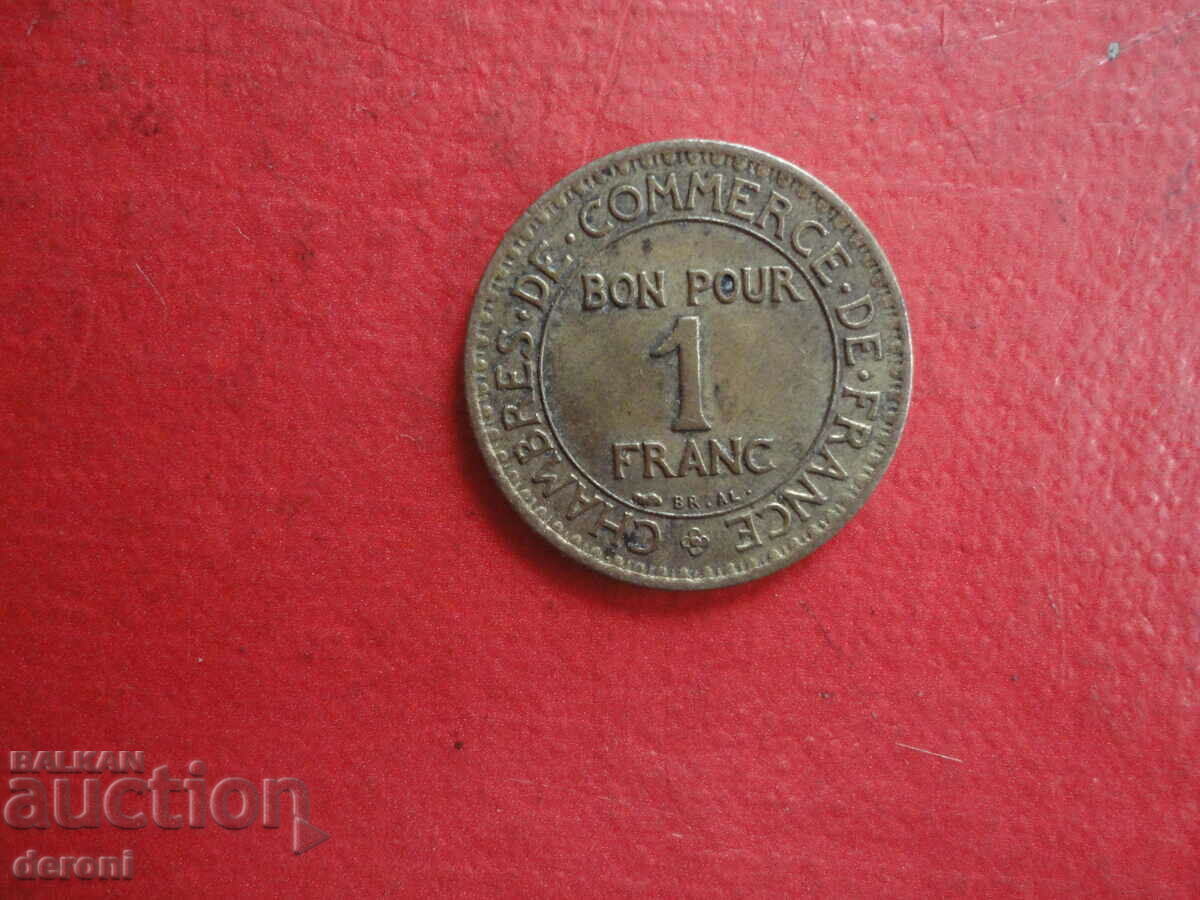 CHAMBRES · DE · COMMERCE · DE · FRANCE
BON POUR
1
FRANC
BR. AL.
BALKAN
auction
deroni